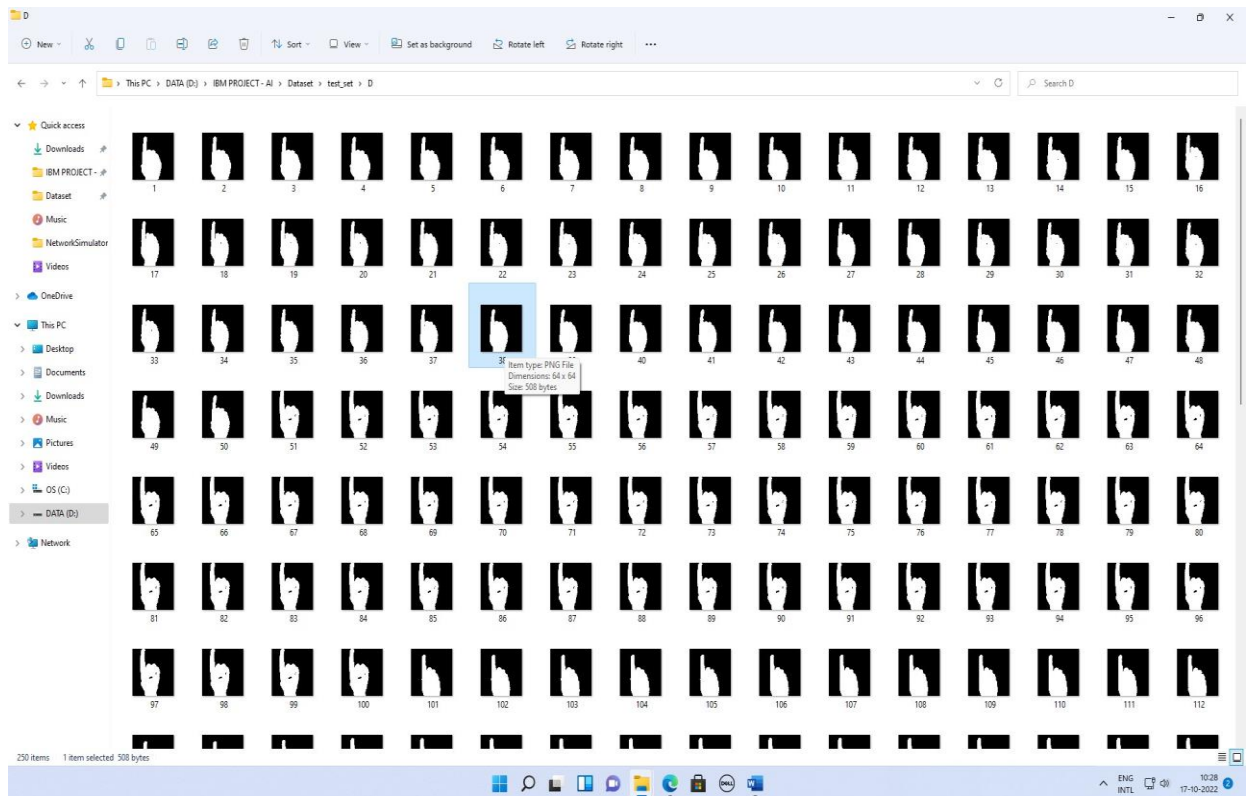 D
New
Sort
View
Set as background
Rotate left
Rotate right
This PC > DATA (D:) > IBM PROJECT - AI > Dataset > test_set > D
Search D
Quick access
Downloads
IBM PROJECT -
Dataset
Music
NetworkSimulator
Videos
OneDrive
This PC
Desktop
Documents
Downloads
Music
Pictures
Videos
OS (C:)
DATA (D:)
Network
1 2 3 4 5 6 7 8 9 10 11 12 13 14 15 16
17 18 19 20 21 22 23 24 25 26 27 28 29 30 31 32
33 34 35 36 37 38 40 41 42 43 44 45 46 47 48
Item type: PNG File
Dimensions: 64 x 64
Size: 508 bytes
49 50 51 52 53 54 55 56 57 58 59 60 61 62 63 64
65 66 67 68 69 70 71 72 73 74 75 76 77 78 79 80
81 82 83 84 85 86 87 88 89 90 91 92 93 94 95 96
97 98 99 100 101 102 103 104 105 106 107 108 109 110 111 112
250 items 1 item selected 508 bytes
DELL
W
ENG
INTL
10:28
17-10-2022
2